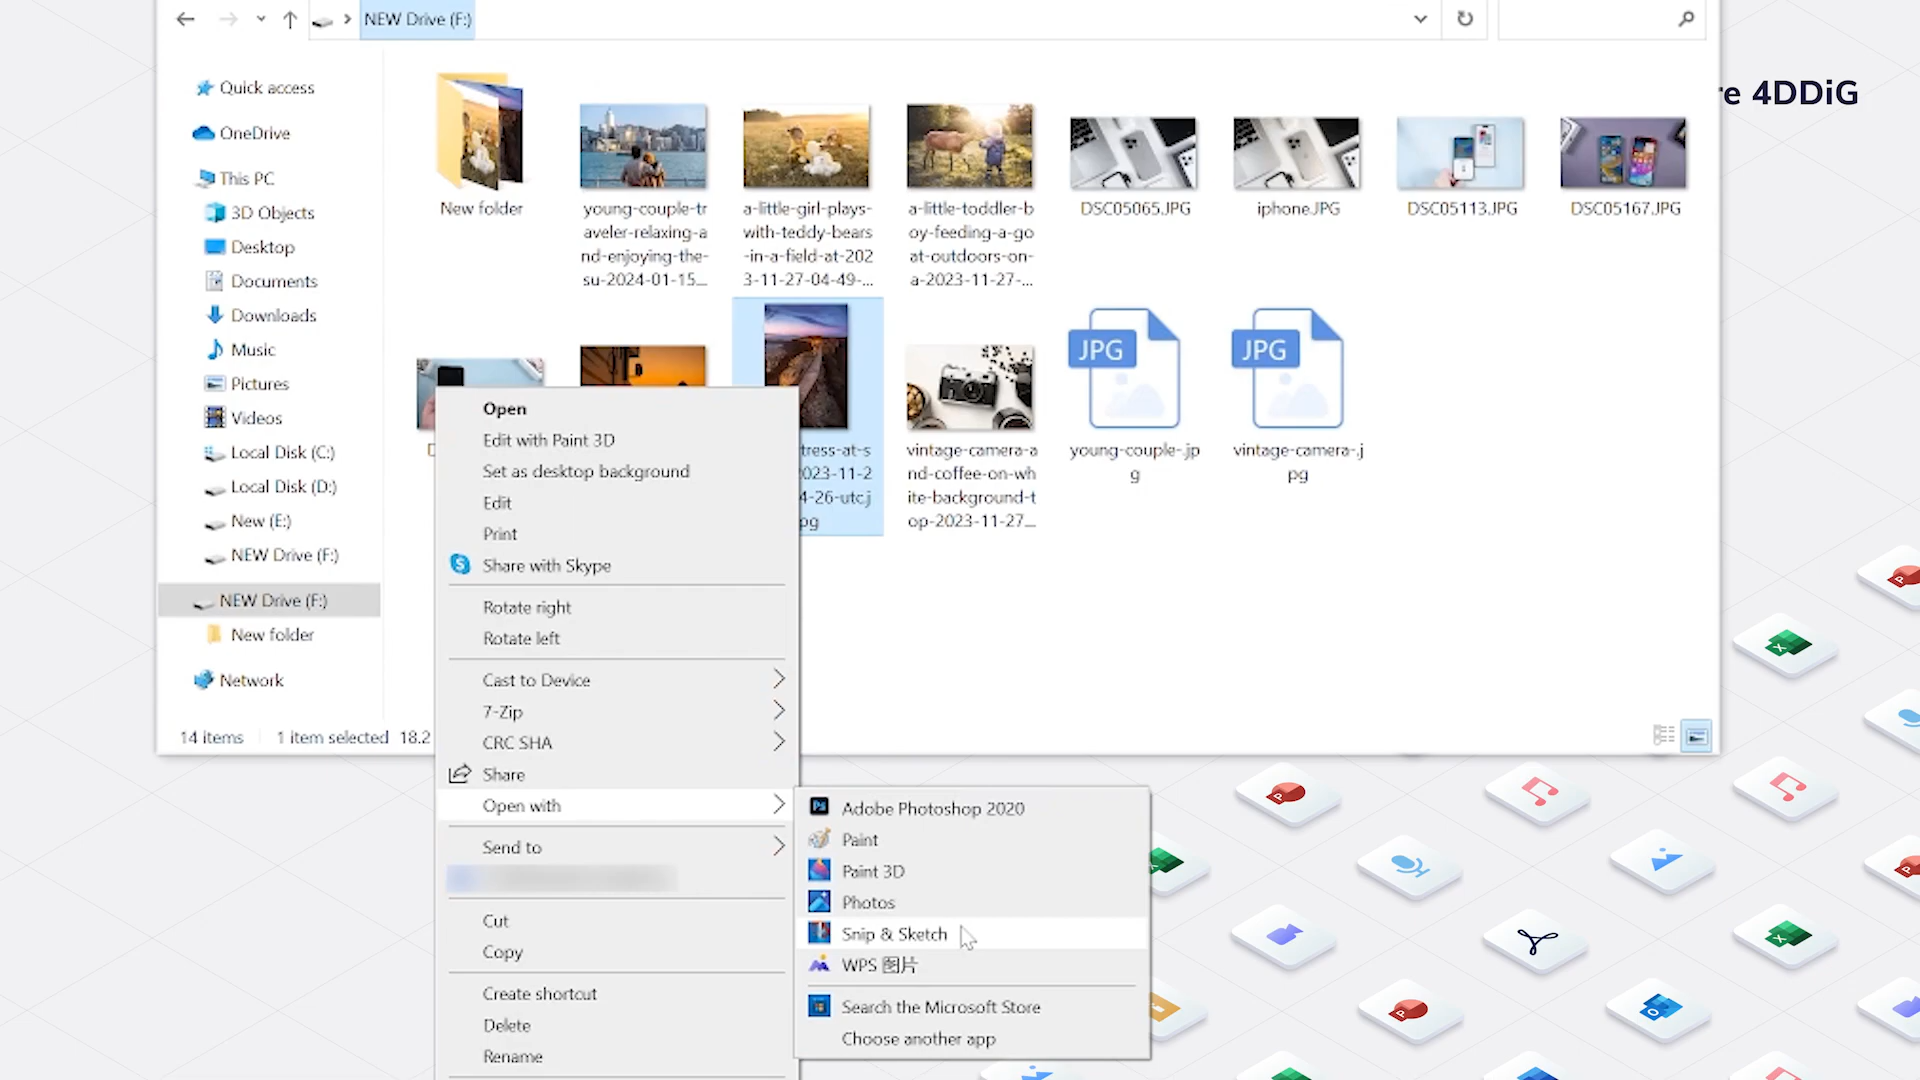 NEW Drive (F:)
re 4DDiG
Quick access
OneDrive
This PC
3D Objects
Desktop
Documents
Downloads
Music
Pictures
Videos
Local Disk (C:)
Local Disk (D:)
New (E:)
NEW Drive (F:)
NEW Drive (F:)
New folder
Network
14 items
1 item selected
18.2
New folder
young-couple-tr
aveler-relaxing-a
nd-enjoying-the-
su-2024-01-15...
a-little-girl-plays-
with-teddy-bears
-in-a-field-at-202
3-11-27-04-49-...
a-little-toddler-b
oy-feeding-a-go
at-outdoors-on-
a-2023-11-27-...
DSC05065.JPG
iphone.JPG
DSC05113.JPG
DSC05167.JPG
D
tress-at-s
023-11-2
4-26-utc.j
pg
vintage-camera-a
nd-coffee-on-wh
ite-background-t
op-2023-11-27...
JPG
young-couple-.jp
g
JPG
vintage-camera-.j
pg
Open
Edit with Paint 3D
Set as desktop background
Edit
Print
Share with Skype
Rotate right
Rotate left
Cast to Device
7-Zip
CRC SHA
Share
Open with
Send to
Cut
Copy
Create shortcut
Delete
Rename
Ps
Adobe Photoshop 2020
Paint
Paint 3D
Photos
Snip & Sketch
WPS 图片
Search the Microsoft Store
Choose another app